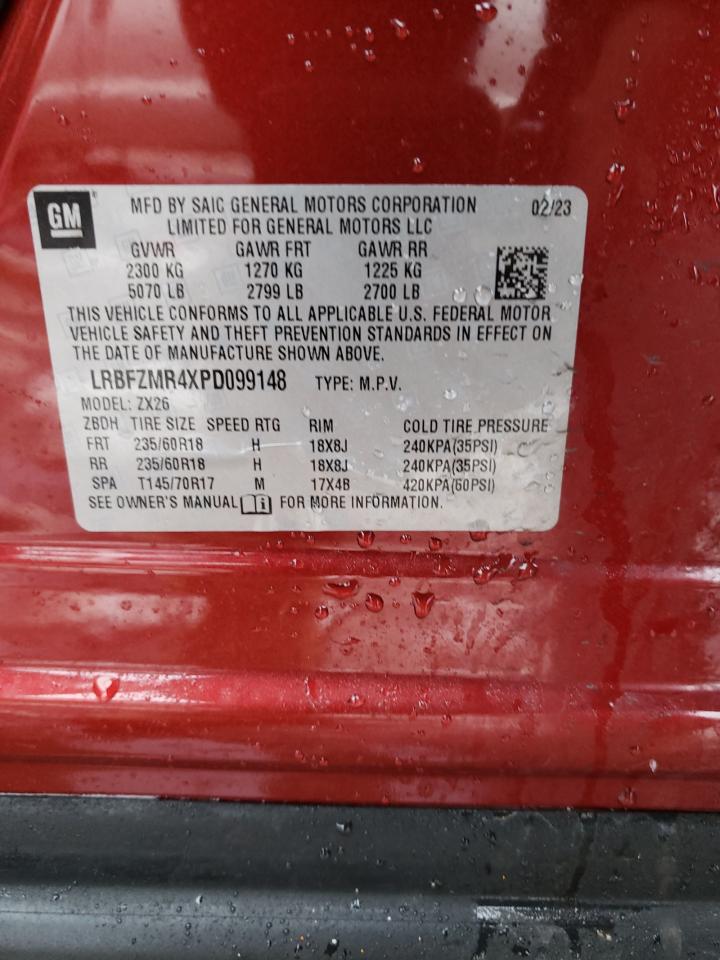 GM
MFD BY SAIC GENERAL MOTORS CORPORATION 02/23
LIMITED FOR GENERAL MOTORS LLC
GVWR GAWR FRT GAWR RR
2300 KG 1270 KG 1225 KG
5070 LB 2799 LB 2700 LB
THIS VEHICLE CONFORMS TO ALL APPLICABLE U.S. FEDERAL MOTOR
VEHICLE SAFETY AND THEFT PREVENTION STANDARDS IN EFFECT ON
THE DATE OF MANUFACTURE SHOWN ABOVE.
LRBFZMR4XPD099148 TYPE: M.P.V.
MODEL: ZX26
ZBDH TIRE SIZE SPEED RTG RIM COLD TIRE PRESSURE
FRT 235/60R18 H 18X8J 240KPA(35PSI)
RR 235/60R18 H 18X8J 240KPA(35PSI)
SPA T145/70R17 M 17X4B 420KPA(60PSI)
SEE OWNER'S MANUAL FOR MORE INFORMATION.